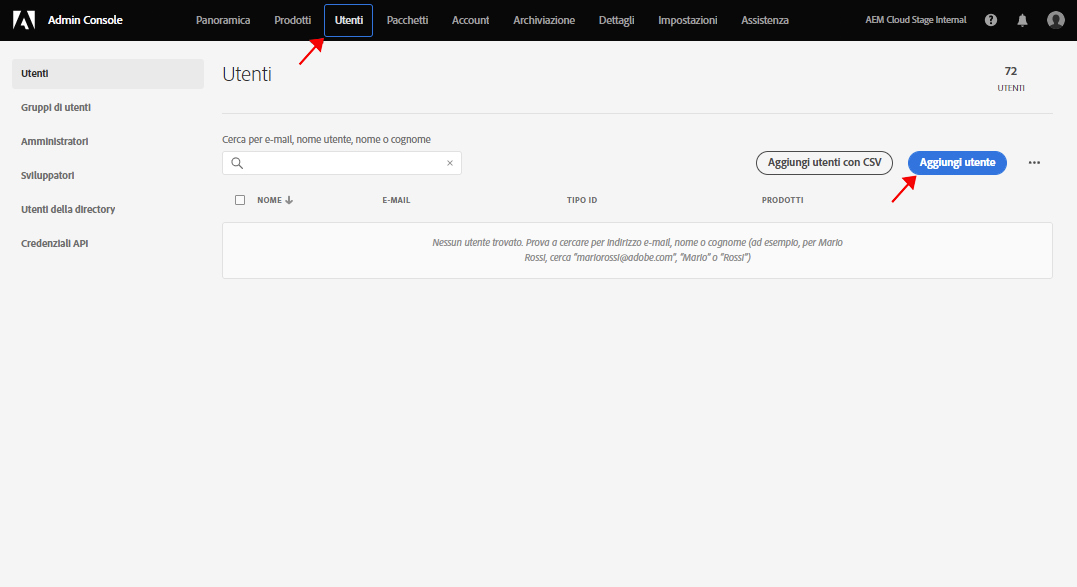 Admin Console
Panoramica Prodotti Utenti Pacchetti Account Archiviazione Dettagli Impostazioni Assistenza
AEM Cloud Stage Internal
Utenti
Gruppi di utenti
Amministratori
Sviluppatori
Utenti della directory
Credenziali API
Utenti
72
UTENTI
Cerca per e-mail, nome utente, nome o cognome
Aggiungi utenti con CSV
Aggiungi utente
NOME E-MAIL TIPO ID PRODOTTI
Nessun utente trovato. Prova a cercare per indirizzo e-mail, nome o cognome (ad esempio, per Mario
Rossi, cerca "mariorossi@adobe.com", "Mario" o "Rossi")